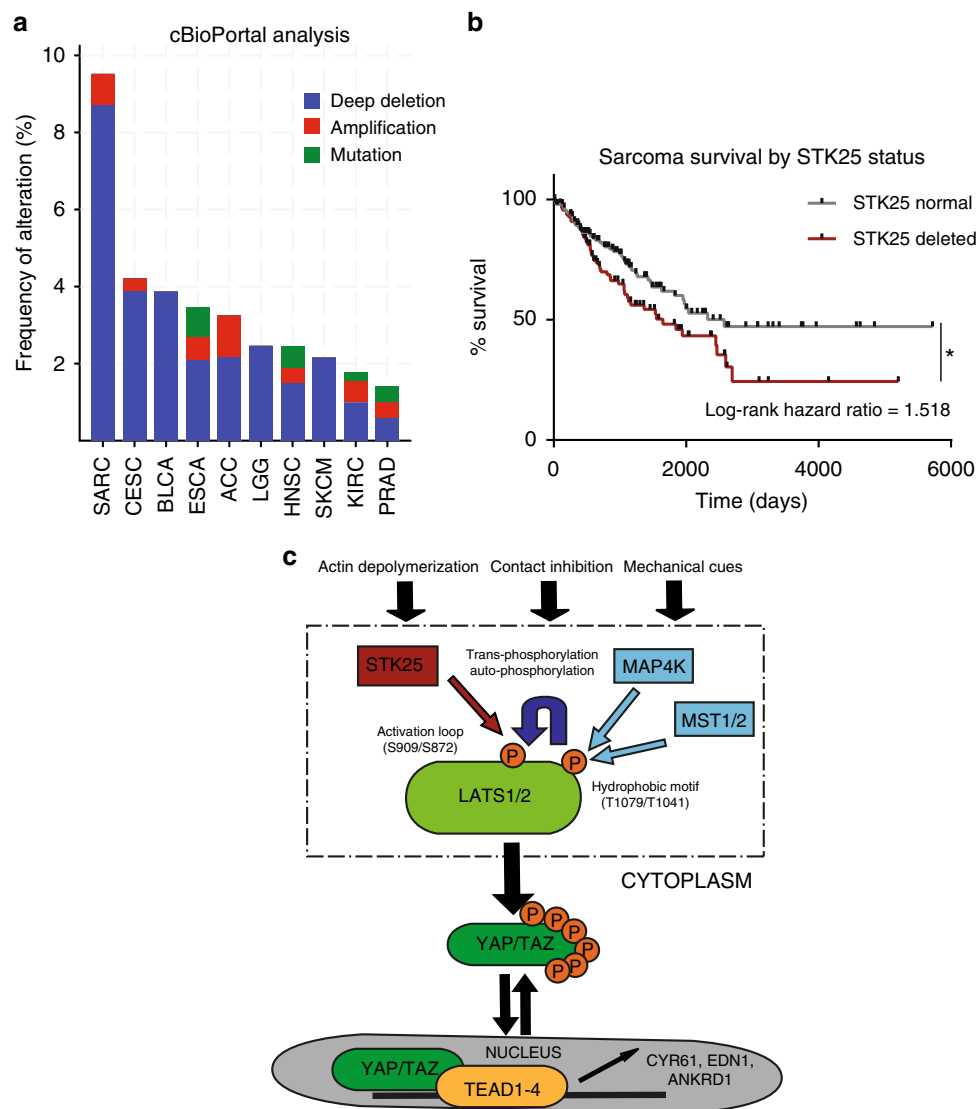 a
cBioPortal analysis
Frequency of alteration (%)
10
8
6
4
2
Deep deletion
Amplification
Mutation
SARC
CESC
BLCA
ESCA
ACC
LGG
HNSC
SKCM
KIRC
PRAD
b
Sarcoma survival by STK25 status
% survival
100
50
0
STK25 normal
STK25 deleted
*
Log-rank hazard ratio = 1.518
0 2000 4000 6000
Time (days)
c
Actin depolymerization Contact inhibition Mechanical cues
STK25
Trans-phosphorylation
auto-phosphorylation
MAP4K
MST1/2
Activation loop
(S909/S872)
P
P
LATS1/2
Hydrophobic motif
(T1079/T1041)
CYTOPLASM
YAP/TAZ
P
P
P
P
P
P
NUCLEUS
YAP/TAZ
TEAD1-4
CYR61, EDN1,
ANKRD1